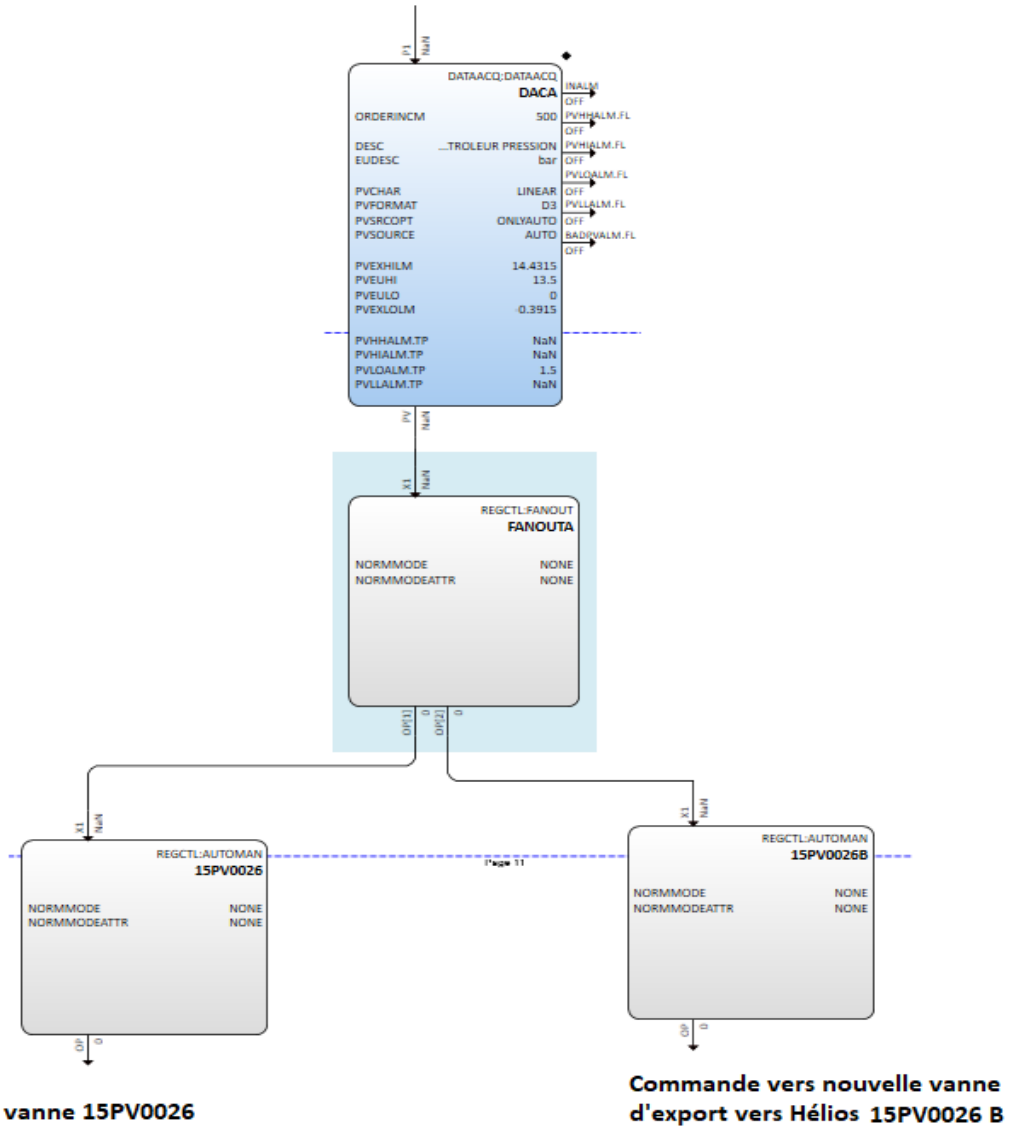 P1
NaN
DATAACQ:DATAACQ
DACA
ORDERINCM 500
DESC ...TROLEUR PRESSION
EUDESC bar
PVCHAR LINEAR
PVFORMAT D3
PVSRCOPT ONLYAUTO
PVSOURCE AUTO
PVEXHILM 14.4315
PVEUHI 13.5
PVEULO 0
PVEXLOLM -0.3915
PVHHALM.TP NaN
PVHIALM.TP NaN
PVLOALM.TP 1.5
PVLLALM.TP NaN
INALM
OFF
PVHHALM.FL
OFF
PVHIALM.FL
OFF
PVLOALM.FL
OFF
PVLLALM.FL
OFF
BADPVALM.FL
OFF
PV
NaN
X1
NaN
REGCTL:FANOUT
FANOUTA
NORMMODE NONE
NORMMODEATTR NONE
OP[1]
0
OP[2]
0
X1
NaN
REGCTL:AUTOMAN
15PV0026
NORMMODE NONE
NORMMODEATTR NONE
OP
0
Page 11
X1
NaN
REGCTL:AUTOMAN
15PV0026B
NORMMODE NONE
NORMMODEATTR NONE
OP
0
vanne 15PV0026
Commande vers nouvelle vanne
d'export vers Hélios 15PV0026 B